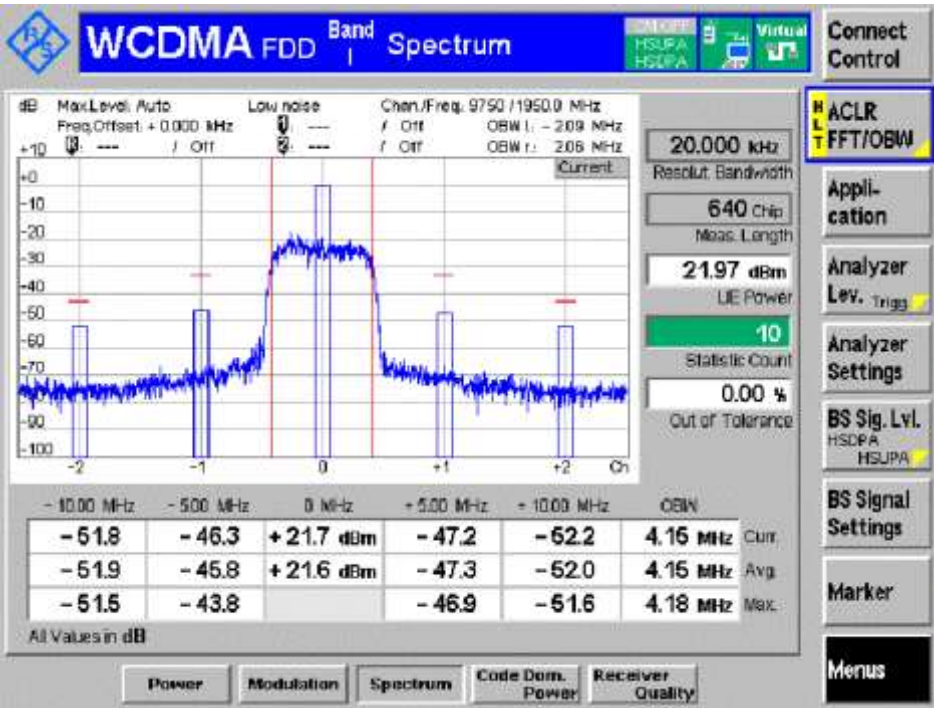 R&S
WCDMA FDD Band I Spectrum
HSUPA
HSDPA
Virtual
Connect Control
dB Max.Level: Auto Low noise Chan./Freq. 9750 / 1950.0 MHz
Freq.Offset: + 0.000 kHz 1: --- / Off OBW l.: - 2.09 MHz
R: --- / Off 2: --- / Off OBW r.: 2.06 MHz
Current
+10
+0
-10
-20
-30
-40
-50
-60
-70
-90
-100
-2 -1 0 +1 +2 Ch
20.000 kHz
Resolut. Bandwidth
640 Chip
Meas. Length
21.97 dBm
UE Power
10
Statistic Count
0.00 %
Out of Tolerance
- 10.00 MHz - 5.00 MHz 0 MHz + 5.00 MHz + 10.00 MHz OBW
- 51.8 - 46.3 + 21.7 dBm - 47.2 - 52.2 4.15 MHz Curr.
- 51.9 - 45.8 + 21.6 dBm - 47.3 - 52.0 4.15 MHz Avg.
- 51.5 - 43.8 - 46.9 - 51.6 4.18 MHz Max.
All Values in dB
HLT
ACLR
FFT/OBW
Appli-
cation
Analyzer
Lev. Trigg
Analyzer
Settings
BS Sig. Lvl.
HSDPA
HSUPA
BS Signal
Settings
Marker
Menus
Power
Modulation
Spectrum
Code Dom.
Power
Receiver
Quality